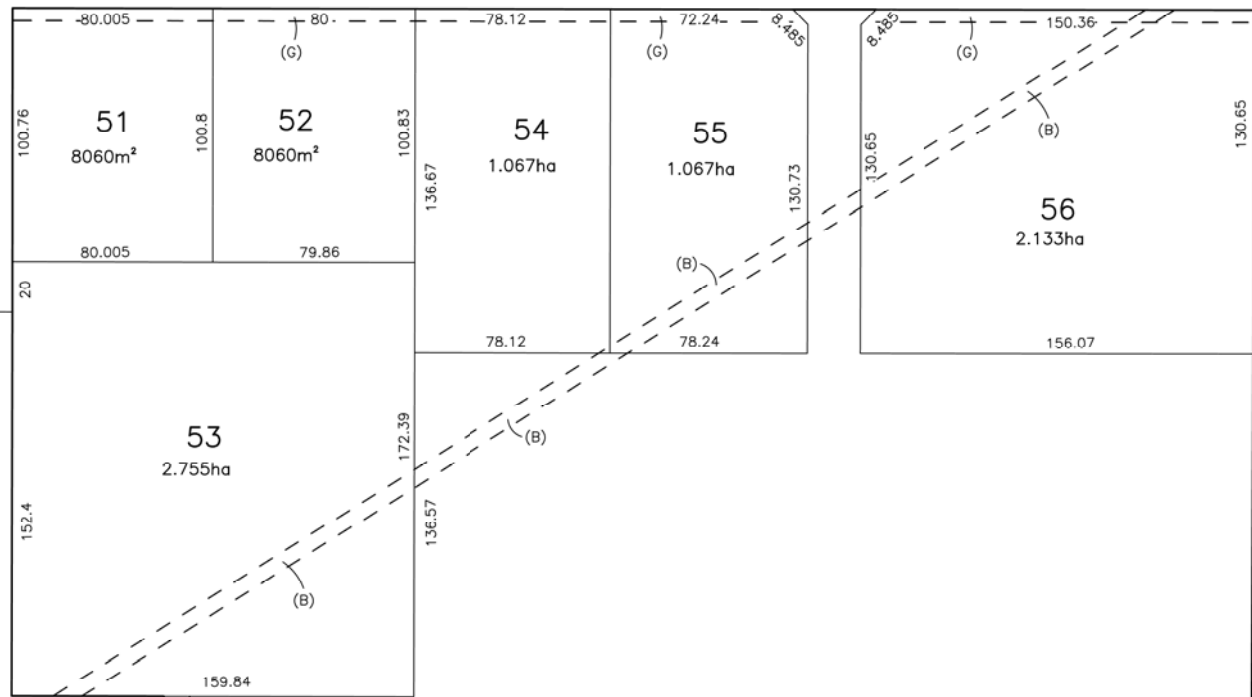 80.005
80
78.12
72.24
8.485
8.485
150.36
(G)
(G)
(G)
100.76
51
8060m²
100.8
52
8060m²
100.83
136.67
54
1.067ha
55
1.067ha
130.73
130.65
(B)
130.65
56
2.133ha
80.005
79.86
20
(B)
78.12
78.24
156.07
53
2.755ha
172.39
(B)
152.4
136.57
(B)
159.84